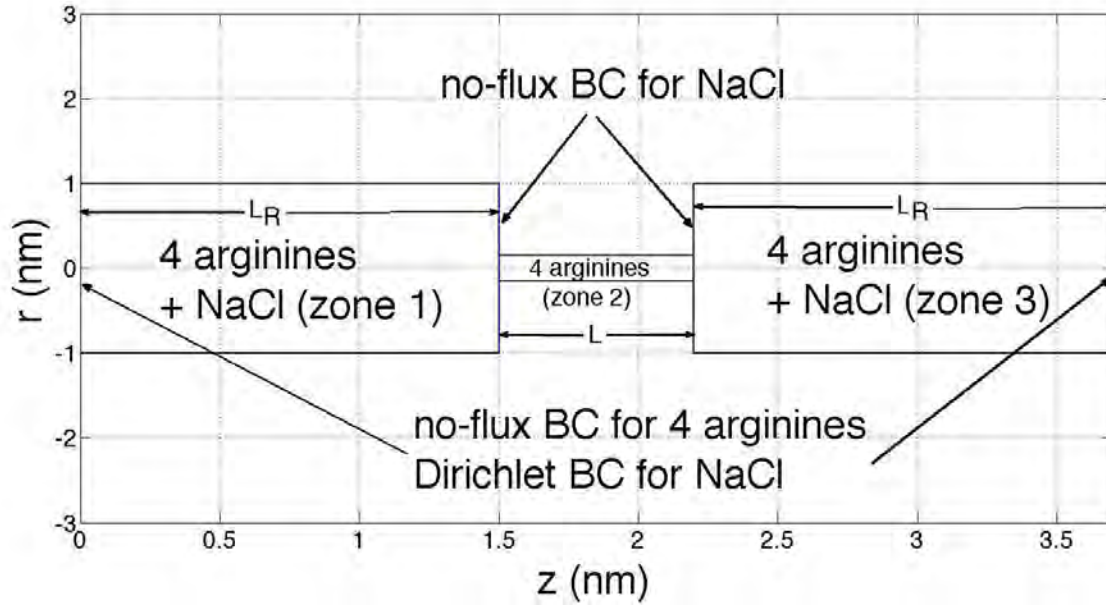 3
2
1
0
-1
-2
-3
r (nm)
no-flux BC for NaCl
L_R
4 arginines
+ NaCl (zone 1)
4 arginines
(zone 2)
L
L_R
4 arginines
+ NaCl (zone 3)
no-flux BC for 4 arginines
Dirichlet BC for NaCl
0 0.5 1 1.5 2 2.5 3 3.5
z (nm)